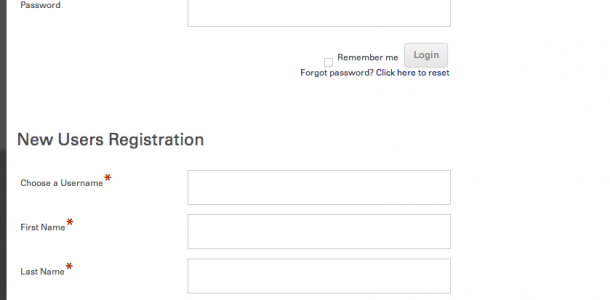 Password
Remember me Login
Forgot password? Click here to reset
New Users Registration
Choose a Username*
First Name*
Last Name*